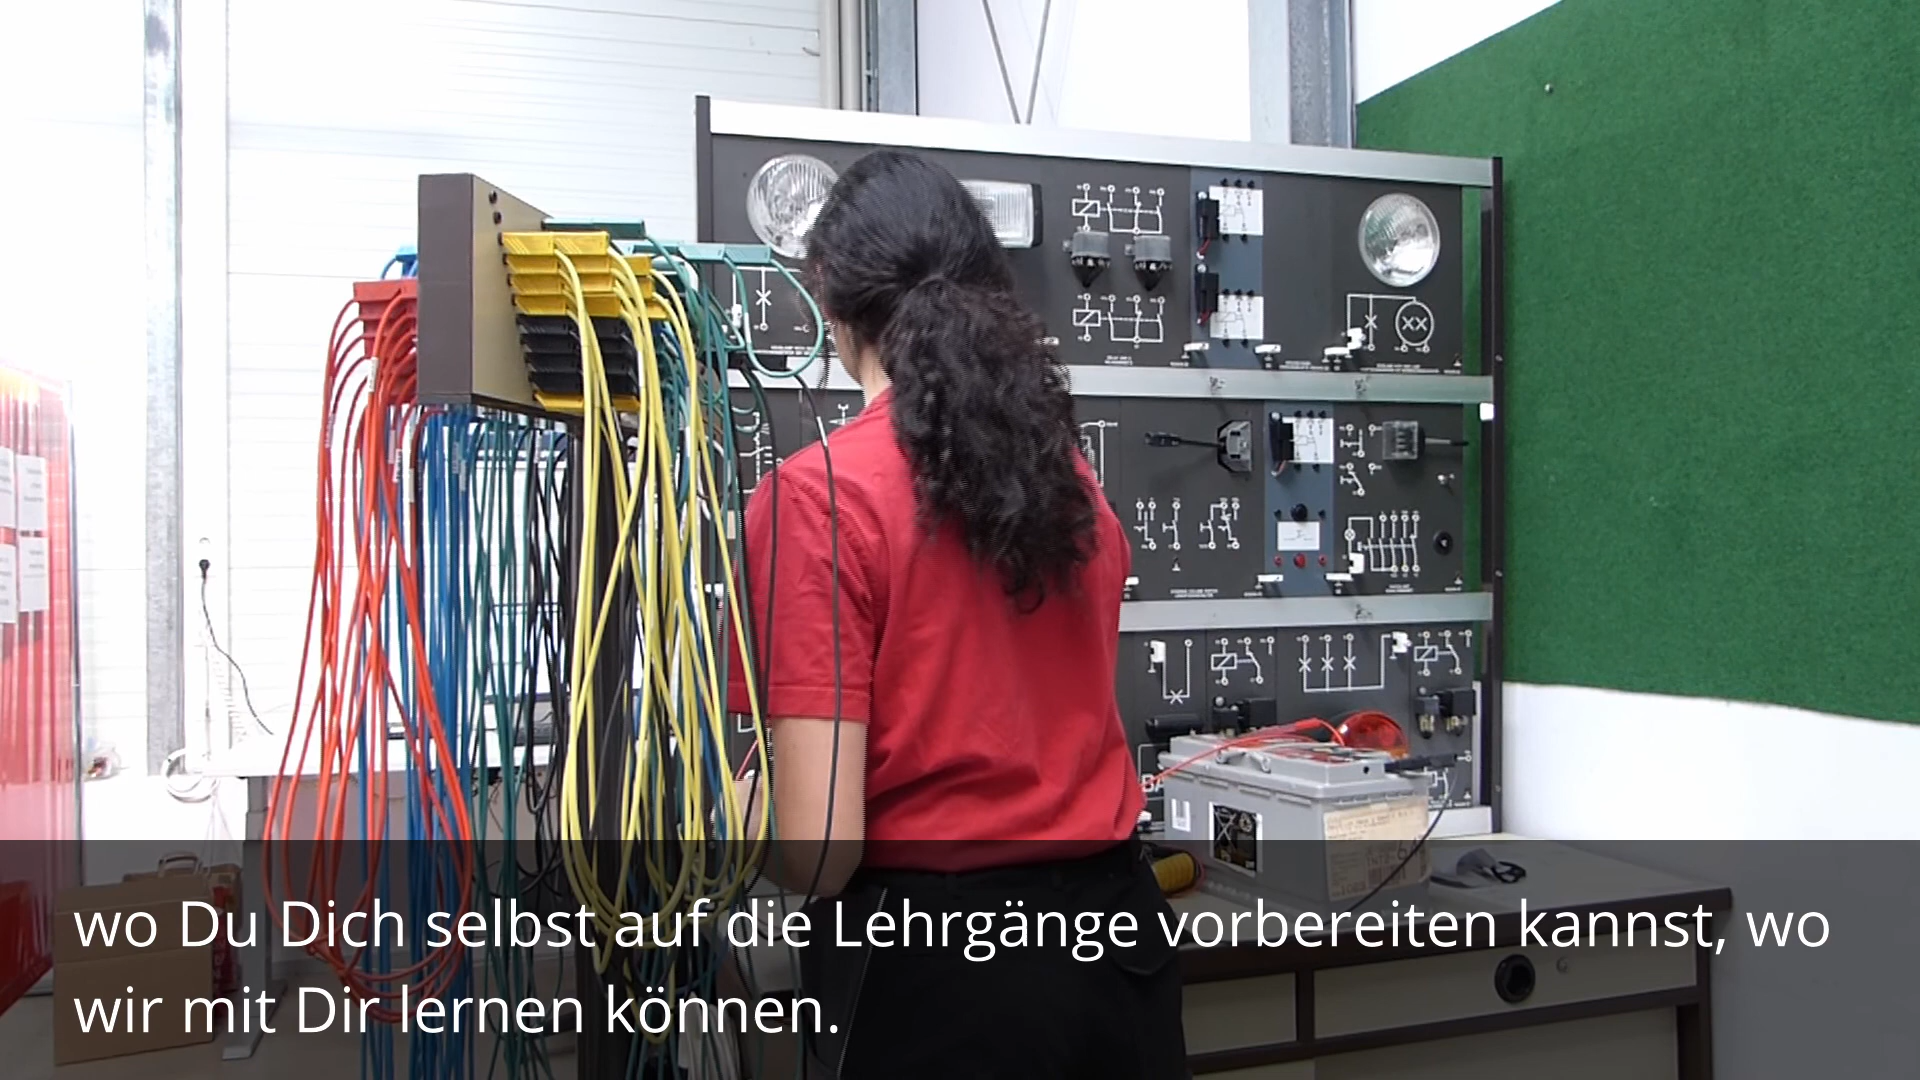 wo Du Dich selbst auf die Lehrgänge vorbereiten kannst, wo
wir mit Dir lernen können.